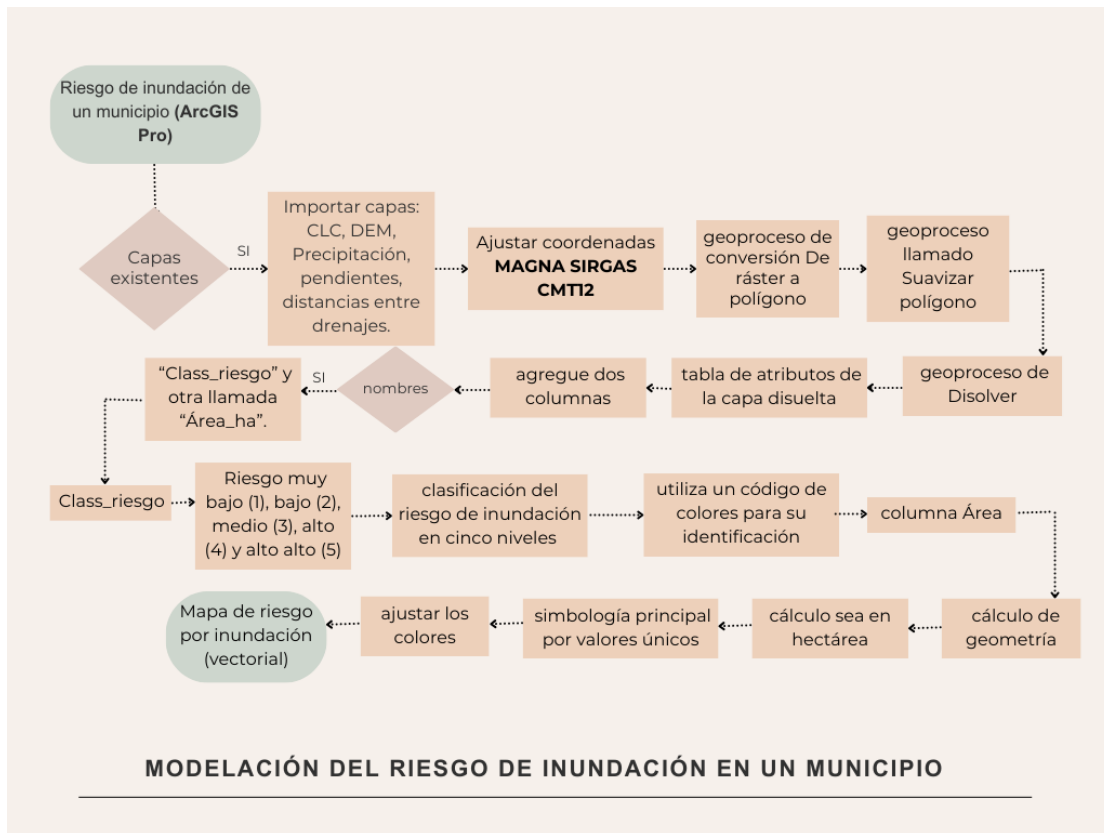 Riesgo de inundación de
un municipio (ArcGIS
Pro)
Capas
existentes
SI
Importar capas:
CLC, DEM,
Precipitación,
pendientes,
distancias entre
drenajes.
Ajustar coordenadas
MAGNA SIRGAS
CMT12
geoproceso de
conversión De
ráster a
polígono
geoproceso
llamado
Suavizar
polígono
geoproceso de
Disolver
tabla de atributos de
la capa disuelta
agregue dos
columnas
nombres
SI
“Class_riesgo” y
otra llamada
“Área_ha”.
Class_riesgo
Riesgo muy
bajo (1), bajo (2),
medio (3), alto
(4) y alto alto (5)
clasificación del
riesgo de inundación
en cinco niveles
utiliza un código de
colores para su
identificación
columna Área
cálculo de
geometría
cálculo sea en
hectárea
simbología principal
por valores únicos
ajustar los
colores
Mapa de riesgo
por inundación
(vectorial)
MODELACIÓN DEL RIESGO DE INUNDACIÓN EN UN MUNICIPIO